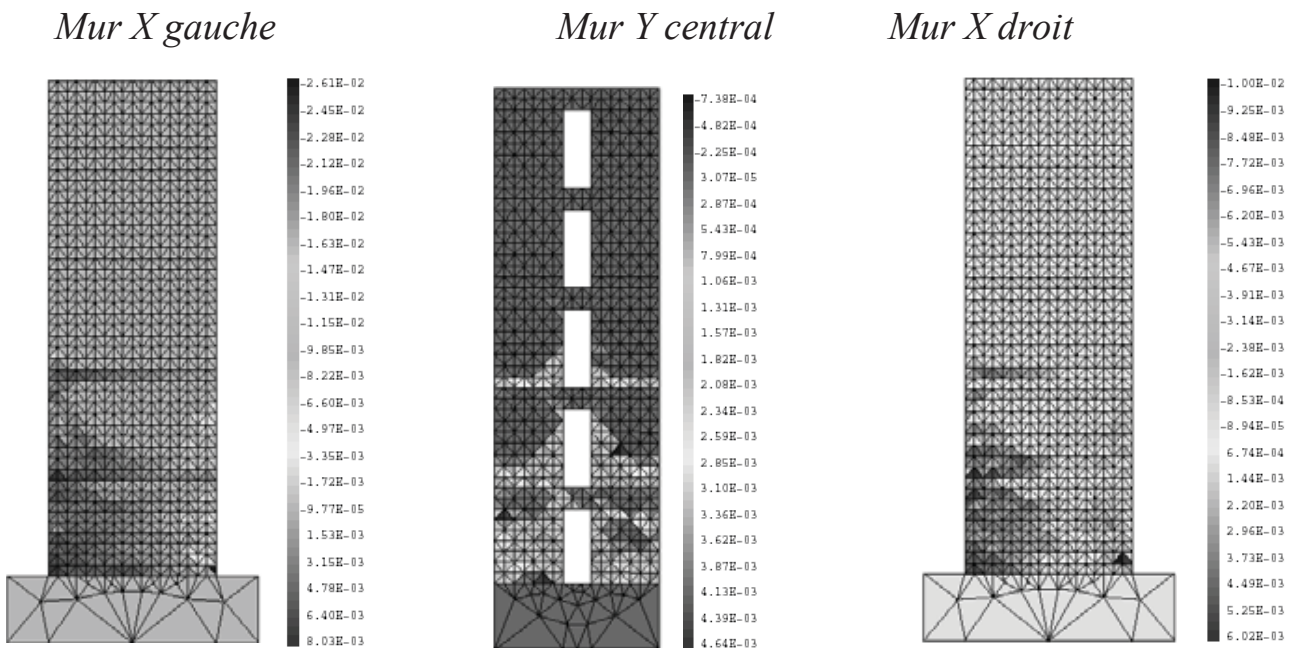 Mur X gauche
Mur Y central
Mur X droit
-2.61E-02
-2.45E-02
-2.28E-02
-2.12E-02
-1.96E-02
-1.80E-02
-1.63E-02
-1.47E-02
-1.31E-02
-1.15E-02
-9.85E-03
-8.22E-03
-6.60E-03
-4.97E-03
-3.35E-03
-1.72E-03
-9.77E-05
1.53E-03
3.15E-03
4.78E-03
6.40E-03
8.03E-03
-7.38E-04
-4.82E-04
-2.25E-04
3.07E-05
2.87E-04
5.43E-04
7.99E-04
1.06E-03
1.31E-03
1.57E-03
1.82E-03
2.08E-03
2.34E-03
2.59E-03
2.85E-03
3.10E-03
3.36E-03
3.62E-03
3.87E-03
4.13E-03
4.39E-03
4.64E-03
-1.00E-02
-9.25E-03
-8.48E-03
-7.72E-03
-6.96E-03
-6.20E-03
-5.43E-03
-4.67E-03
-3.91E-03
-3.14E-03
-2.38E-03
-1.62E-03
-8.53E-04
-8.94E-05
6.74E-04
1.44E-03
2.20E-03
2.96E-03
3.73E-03
4.49E-03
5.25E-03
6.02E-03